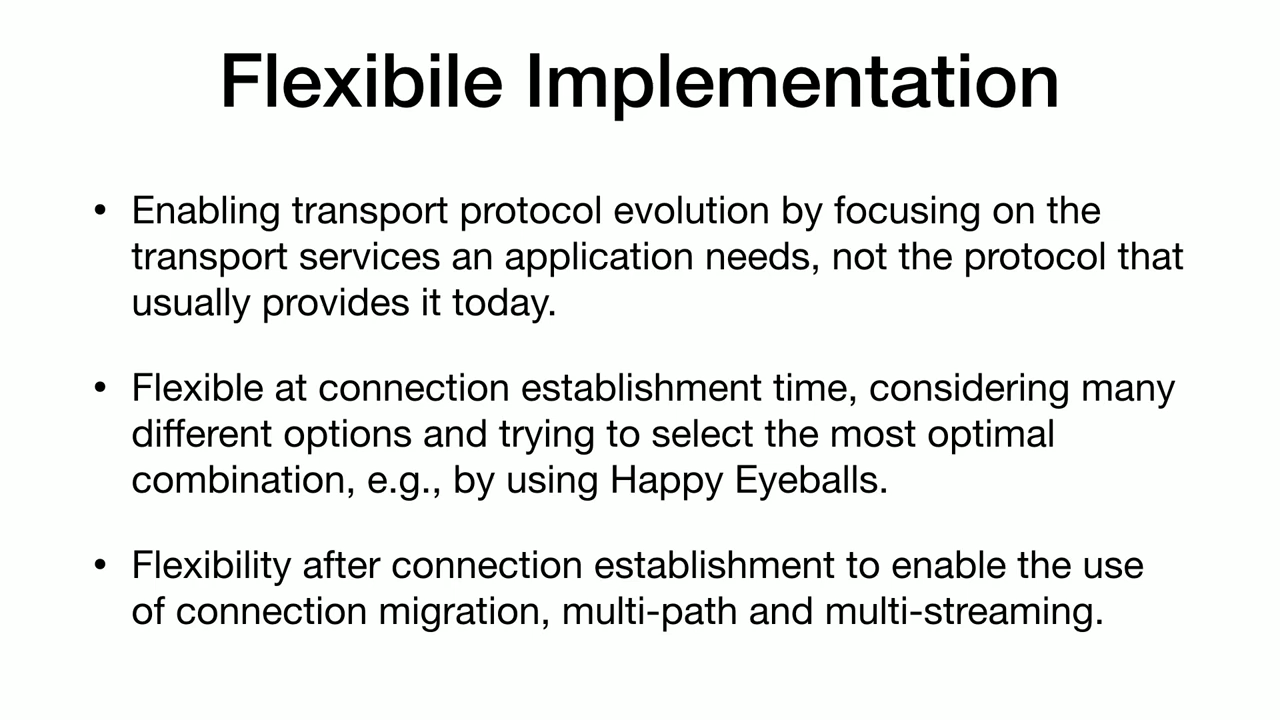 Flexibile Implementation
• Enabling transport protocol evolution by focusing on the
transport services an application needs, not the protocol that
usually provides it today.
• Flexible at connection establishment time, considering many
different options and trying to select the most optimal
combination, e.g., by using Happy Eyeballs.
• Flexibility after connection establishment to enable the use
of connection migration, multi-path and multi-streaming.